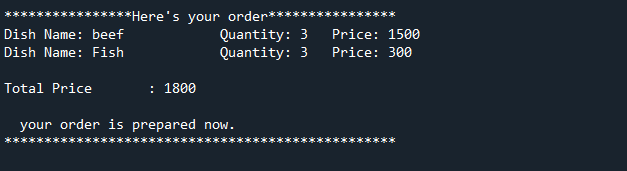 ****************Here's your order****************
Dish Name: beef            Quantity: 3   Price: 1500
Dish Name: Fish            Quantity: 3   Price: 300
Total Price       : 1800
  your order is prepared now.
*************************************************